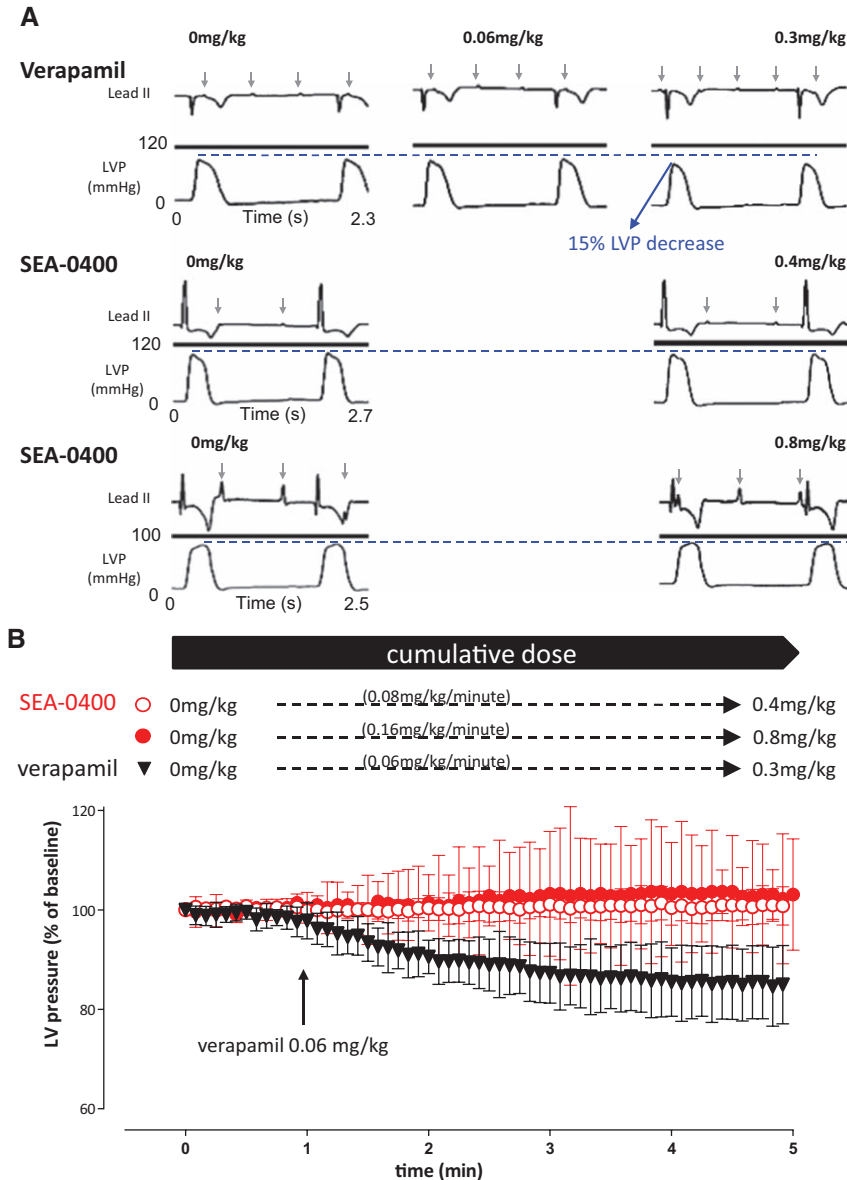 A
0mg/kg 0.06mg/kg 0.3mg/kg
Verapamil
Lead II
120
LVP
(mmHg)
0
0 Time (s) 2.3
15% LVP decrease
SEA-0400
0mg/kg 0.4mg/kg
Lead II
120
LVP
(mmHg)
0
0 Time (s) 2.7
SEA-0400
0mg/kg 0.8mg/kg
Lead II
100
LVP
(mmHg)
0
0 Time (s) 2.5
B
cumulative dose
SEA-0400 0mg/kg (0.08mg/kg/minute) 0.4mg/kg
0mg/kg (0.16mg/kg/minute) 0.8mg/kg
verapamil 0mg/kg (0.06mg/kg/minute) 0.3mg/kg
LV pressure (% of baseline)
120
100
80
60
verapamil 0.06 mg/kg
0 1 2 3 4 5
time (min)